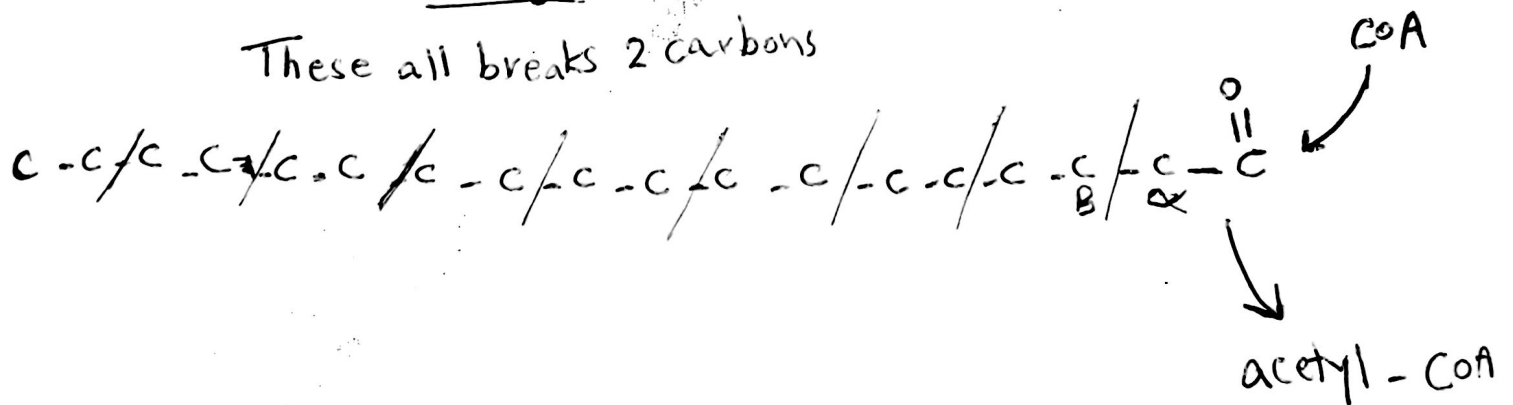 These all breaks 2 carbons
CoA
O
C-C/C-C-/C-C/C-C/-C-C/-C-C/-C-C/-C-C/-C-C
B α
acetyl-CoA